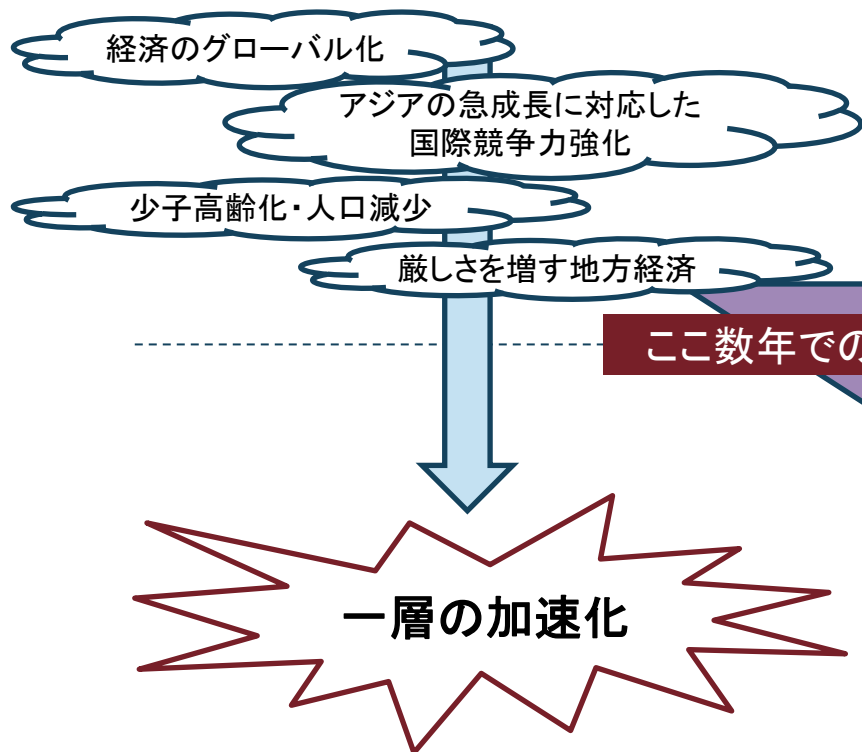 経済のグローバル化
アジアの急成長に対応した
国際競争力強化
少子高齢化・人口減少
厳しさを増す地方経済
ここ数年での
一層の加速化